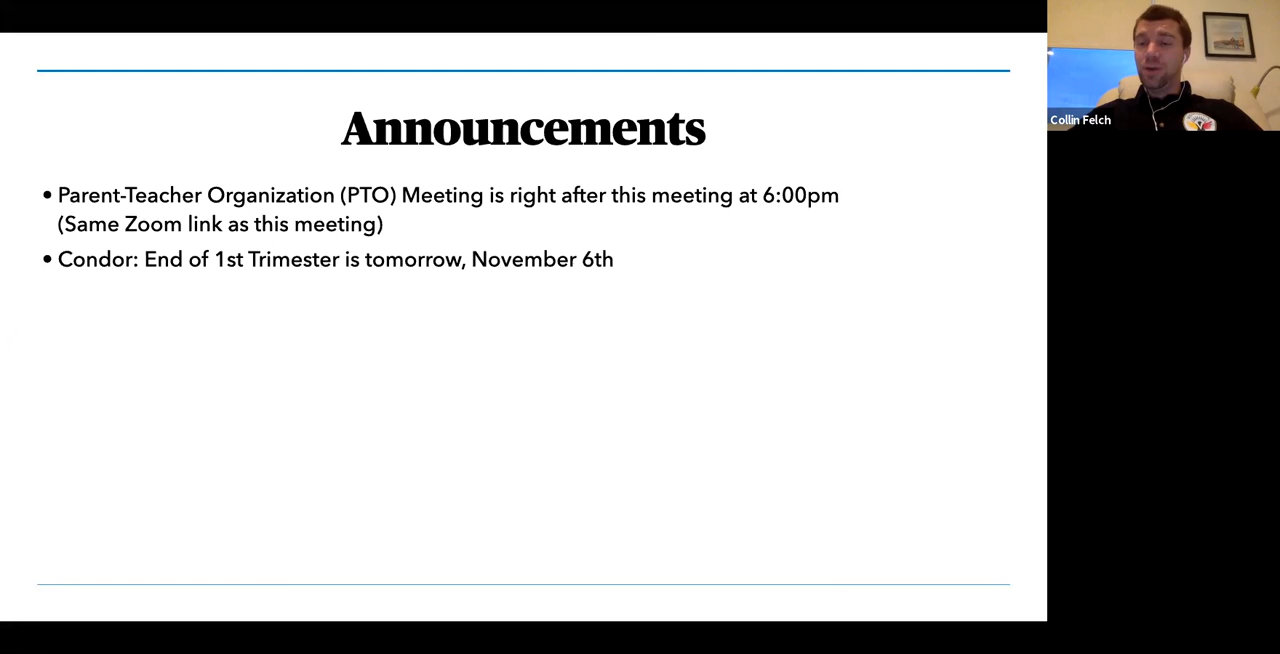 Announcements
• Parent-Teacher Organization (PTO) Meeting is right after this meeting at 6:00pm
(Same Zoom link as this meeting)
• Condor: End of 1st Trimester is tomorrow, November 6th
Collin Felch